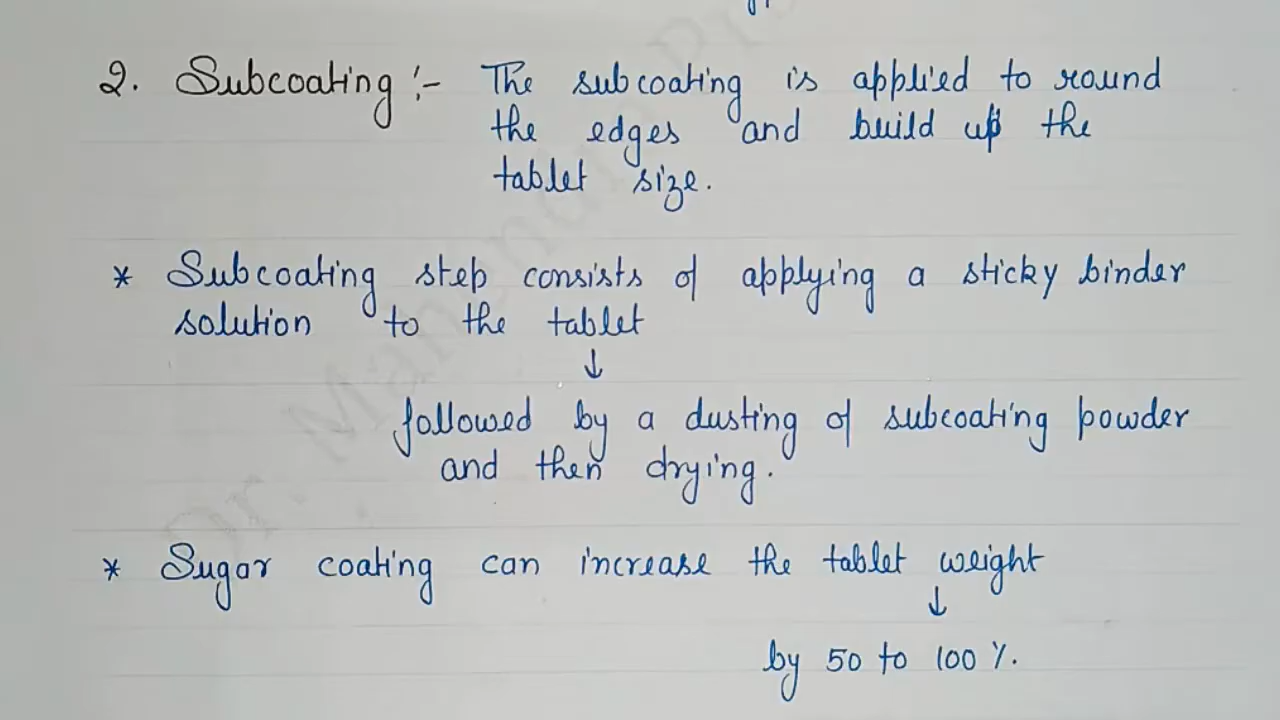 2. Subcoating :- The subcoating is applied to round
the edges and build up the
tablet size.
* Subcoating step consists of applying a sticky binder
solution to the tablet
↓
followed by a dusting of subcoating powder
and then drying.
* Sugar coating can increase the tablet weight
↓
by 50 to 100 %.